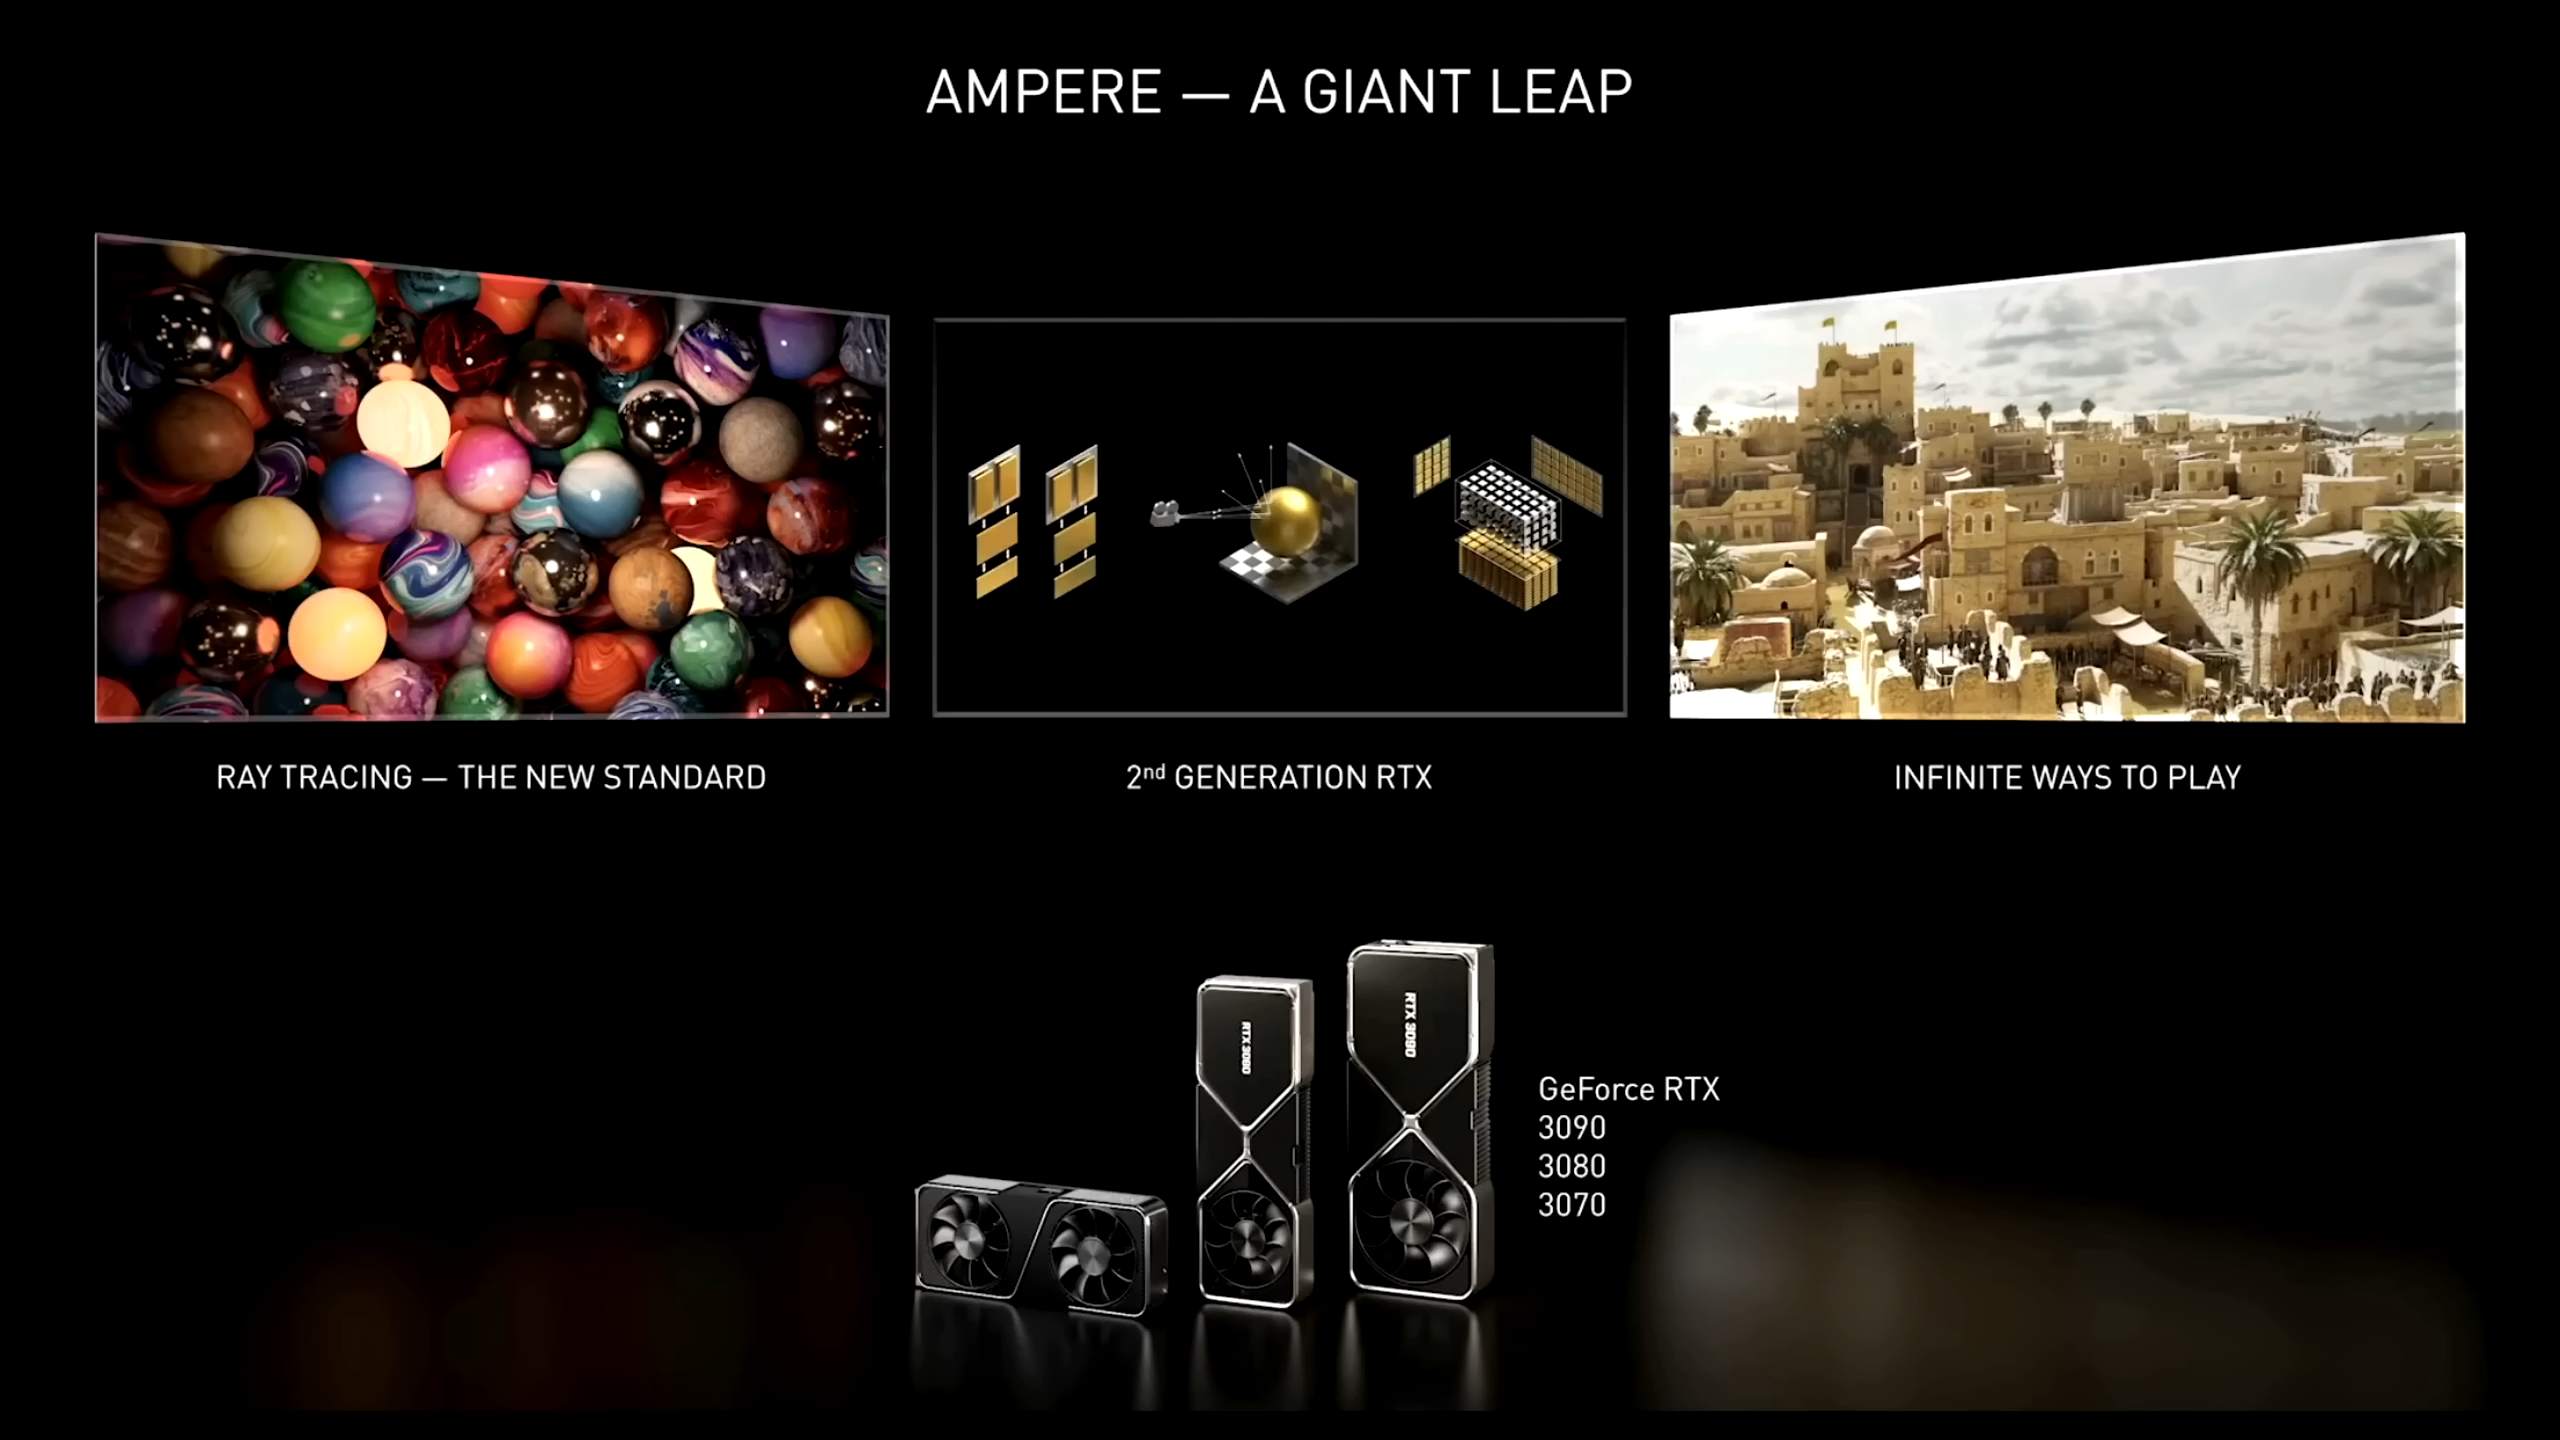 AMPERE — A GIANT LEAP
RAY TRACING — THE NEW STANDARD
2nd GENERATION RTX
INFINITE WAYS TO PLAY
RTX 3080
RTX 3090
GeForce RTX
3090
3080
3070